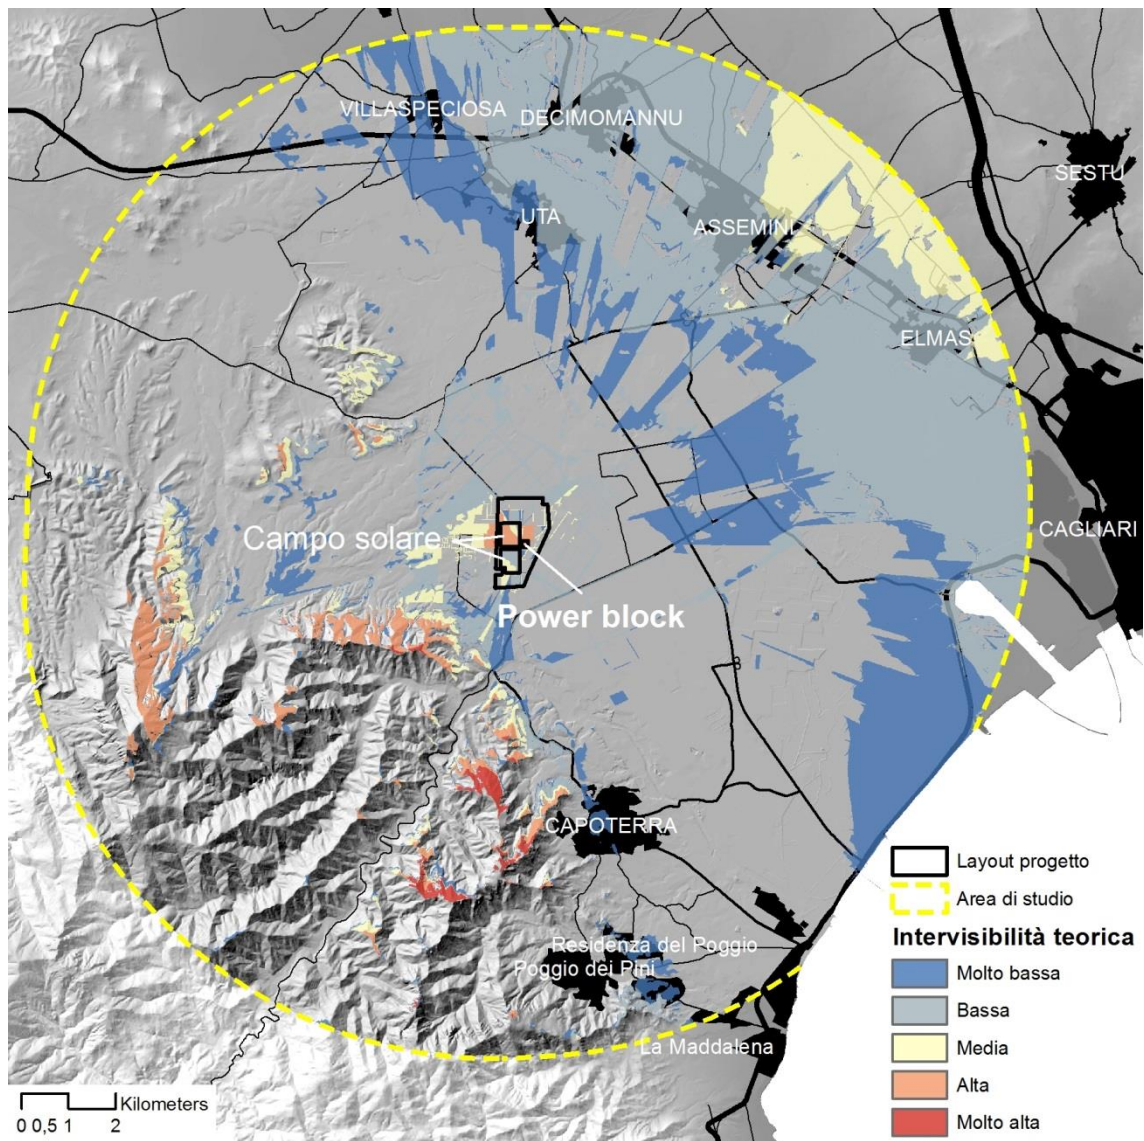 VILLASPECIOSA
DECIMOMANNU
SESTU
UTA
ASSEMINI
ELMAS
CAGLIARI
Campo solare
Power block
CAPOTERRA
Layout progetto
Area di studio
Intervisibilità teorica
Residenza del Poggio
Poggio dei Pini
Molto bassa
Bassa
La Maddalena
Media
Alta
Molto alta
Kilometers
0 0,5 1 2